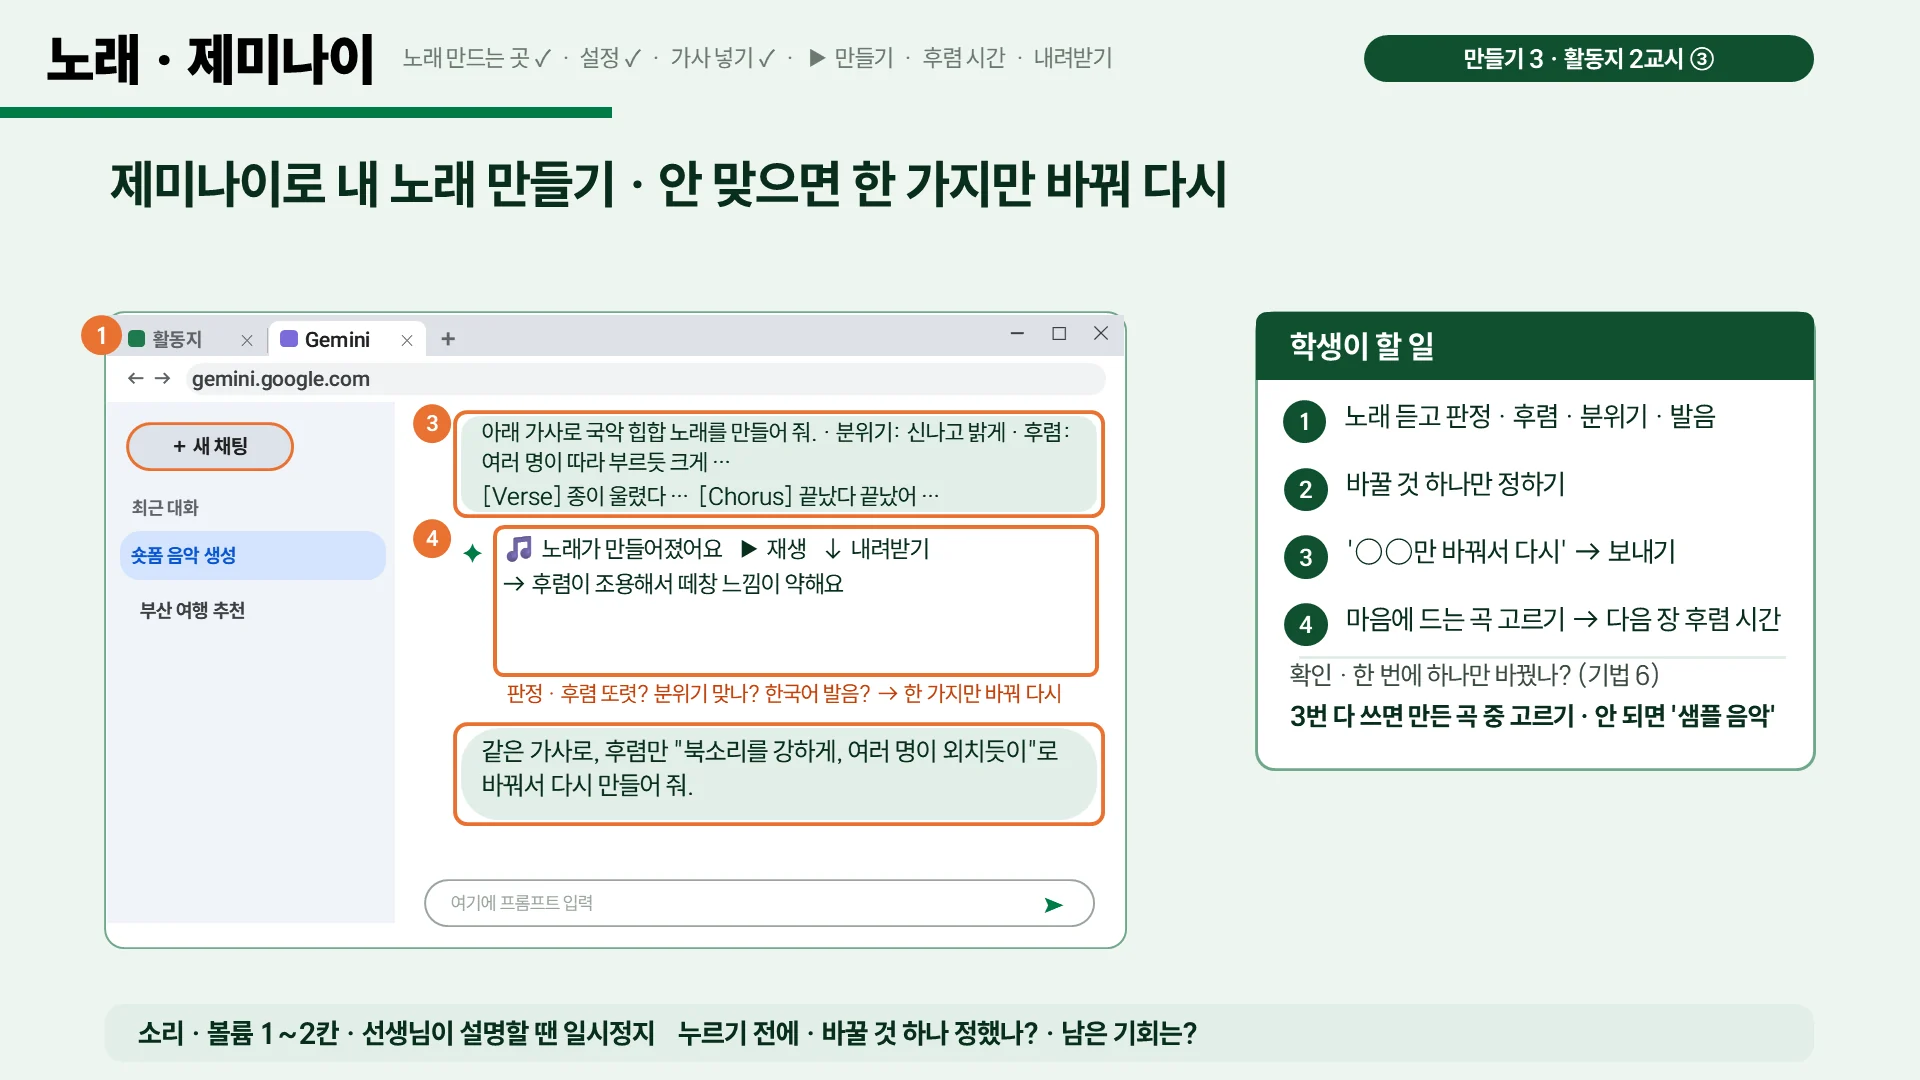 노래 · 제미나이
노래 만드는 곳 ✓ · 설정 ✓ · 가사 넣기 ✓ · ▶ 만들기 · 후렴 시간 · 내려받기
만들기 3 · 활동지 2교시 ③
제미나이로 내 노래 만들기 · 안 맞으면 한 가지만 바꿔 다시
1
활동지 ×
Gemini × +
← → gemini.google.com
+ 새 채팅
최근 대화
숏폼 음악 생성
부산 여행 추천
3
아래 가사로 국악 힙합 노래를 만들어 줘. · 분위기: 신나고 밝게 · 후렴:
여러 명이 따라 부르듯 크게 …
[Verse] 종이 울렸다 … [Chorus] 끝났다 끝났어 …
4
🎵 노래가 만들어졌어요 ▶ 재생 ↓ 내려받기
→ 후렴이 조용해서 떼창 느낌이 약해요
판정 · 후렴 또렷? 분위기 맞나? 한국어 발음? → 한 가지만 바꿔 다시
같은 가사로, 후렴만 "북소리를 강하게, 여러 명이 외치듯이"로
바꿔서 다시 만들어 줘.
여기에 프롬프트 입력
학생이 할 일
1 노래 듣고 판정 · 후렴 · 분위기 · 발음
2 바꿀 것 하나만 정하기
3 '○○만 바꿔서 다시' → 보내기
4 마음에 드는 곡 고르기 → 다음 장 후렴 시간
확인 · 한 번에 하나만 바꿨나? (기법 6)
3번 다 쓰면 만든 곡 중 고르기 · 안 되면 '샘플 음악'
소리 · 볼륨 1~2칸 · 선생님이 설명할 땐 일시정지 누르기 전에 · 바꿀 것 하나 정했나? · 남은 기회는?